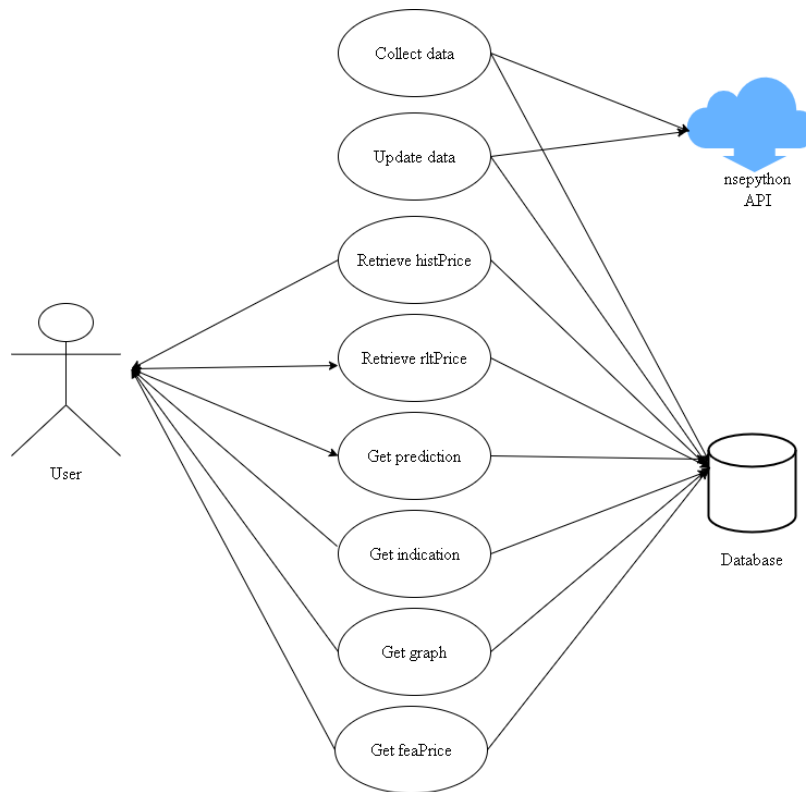 Collect data
Update data
nsepython
API
Retrieve histPrice
Retrieve rltPrice
Get prediction
User
Get indication
Database
Get graph
Get feaPrice